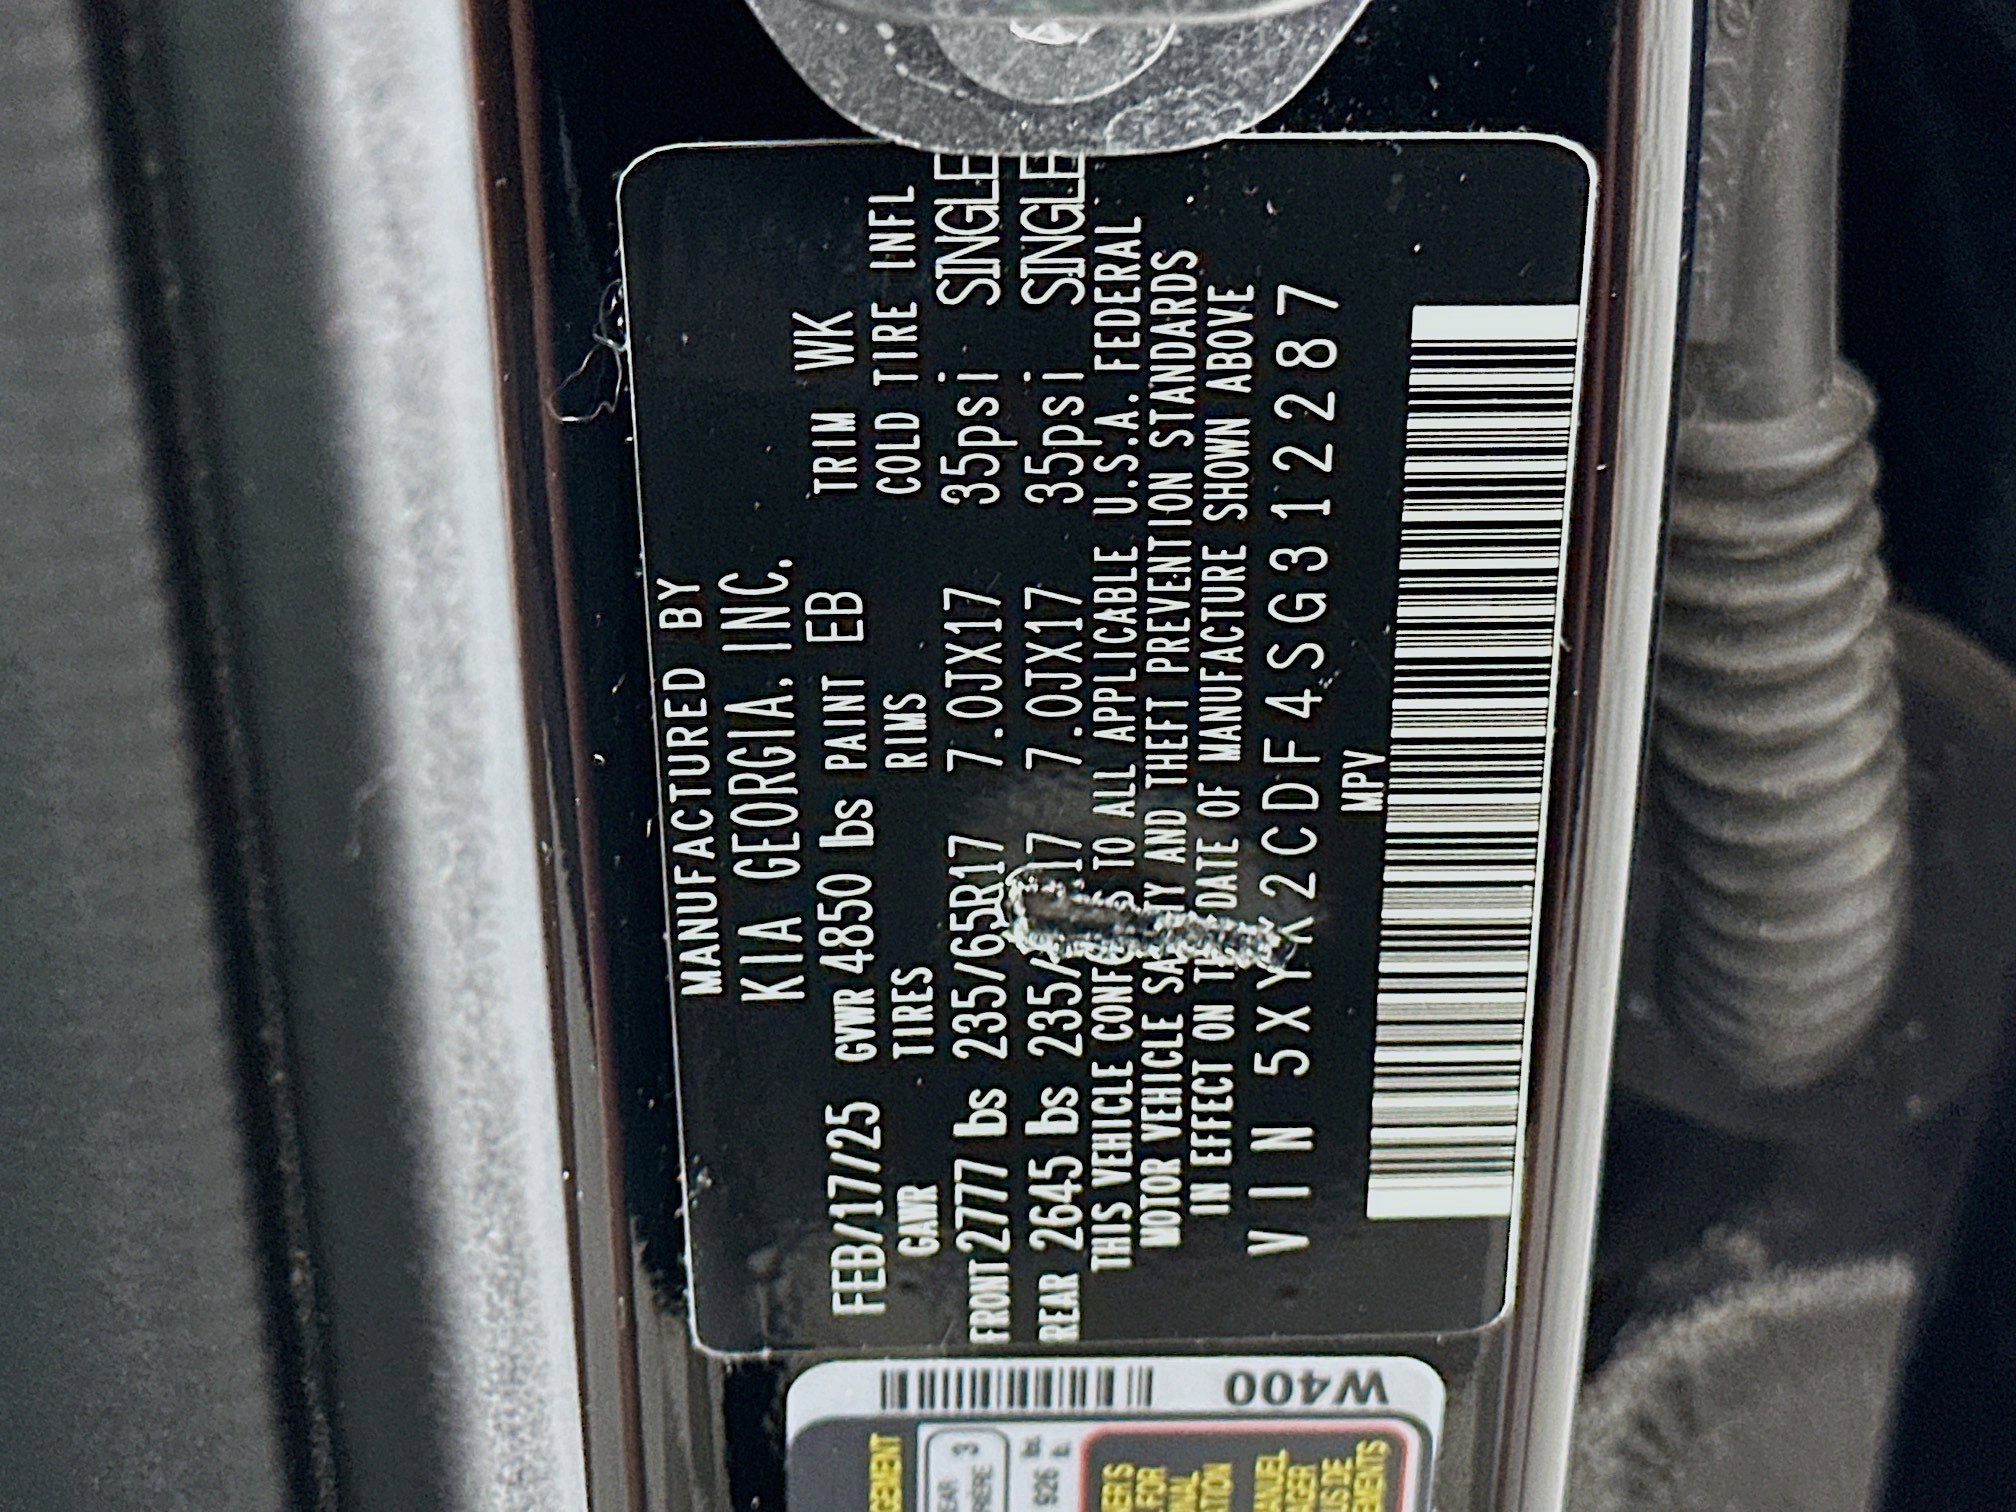 MANUFACTURED BY
KIA GEORGIA, INC.
FEB/17/25 GVWR 4850 lbs PAINT EB TRIM WK
GAWR TIRES RIMS COLD TIRE INFL
FRONT 2777 lbs 235/65R17 7.0JX17 35psi SINGLE
REAR 2645 lbs 7.0JX17 35psi SINGLE
THIS VEHICLE TO ALL APPLICABLE U.S.A. FEDERAL
MOTOR VEHICLE AND THEFT PREVENTION STANDARDS
IN EFFECT ON DATE OF MANUFACTURE SHOWN ABOVE
VIN 5XYK2CDF4SG312287
MPV
W400